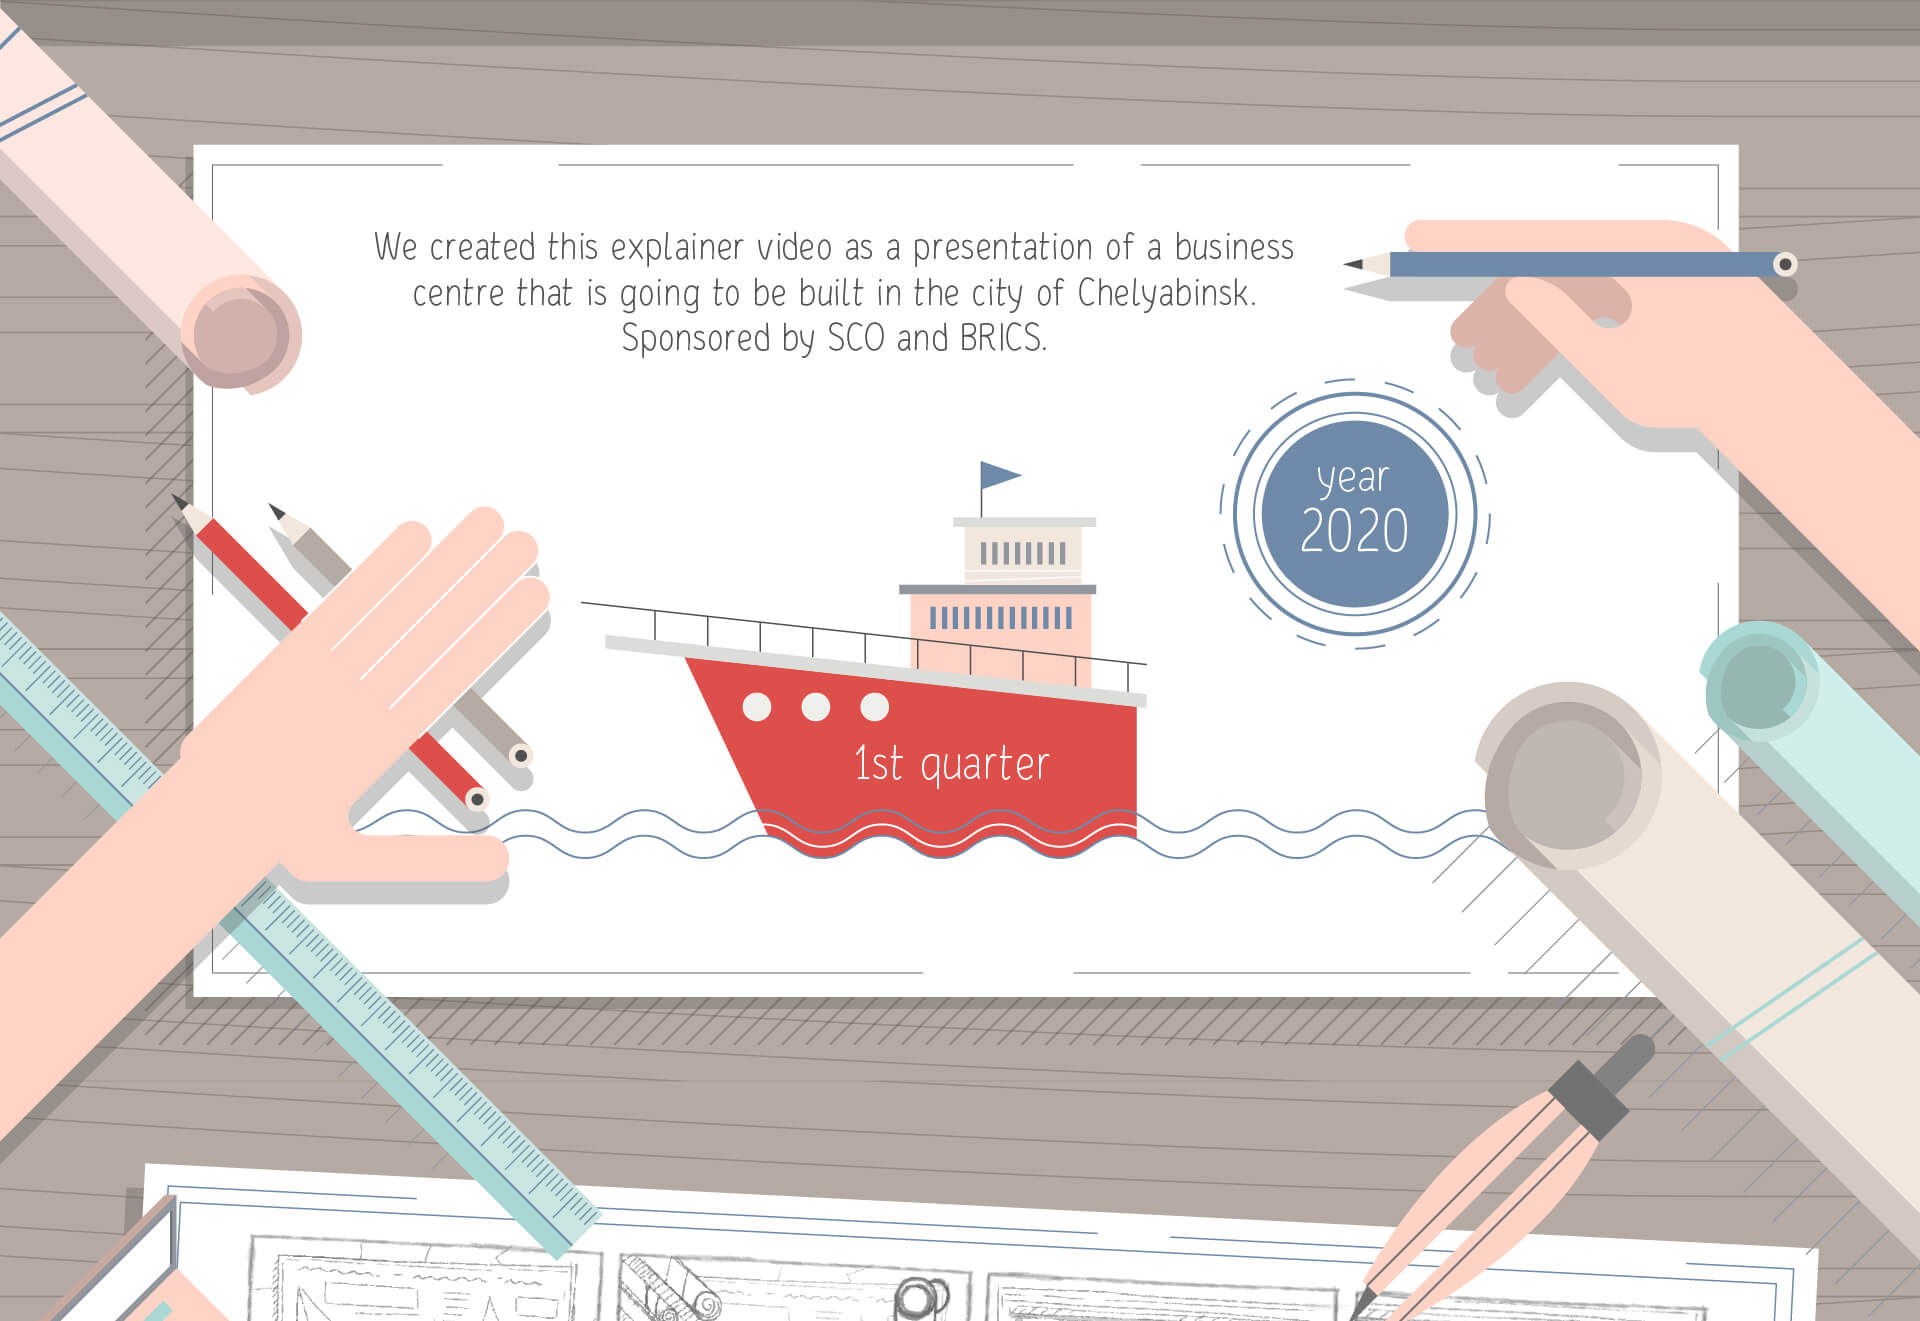 We created this explainer video as a presentation of a business
centre that is going to be built in the city of Chelyabinsk.
Sponsored by SCO and BRICS.
year
2020
1st quarter